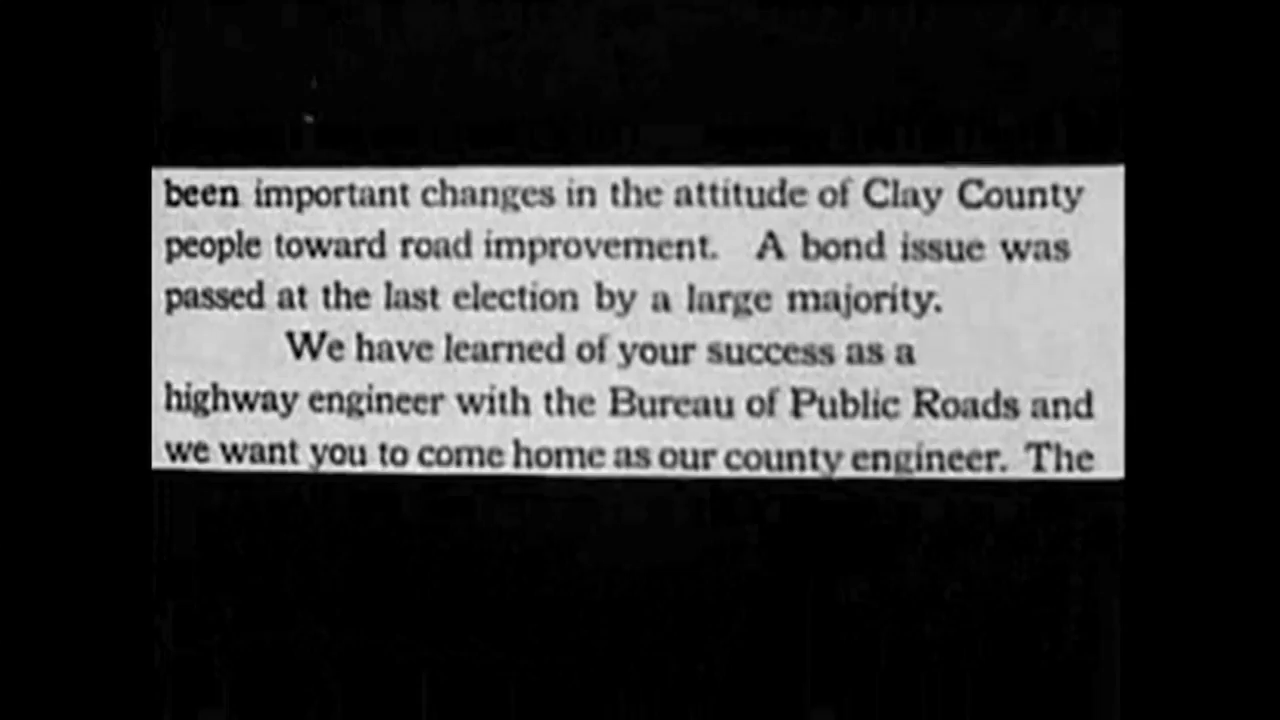 been important changes in the attitude of Clay County
people toward road improvement. A bond issue was
passed at the last election by a large majority.
We have learned of your success as a
highway engineer with the Bureau of Public Roads and
we want you to come home as our county engineer. The